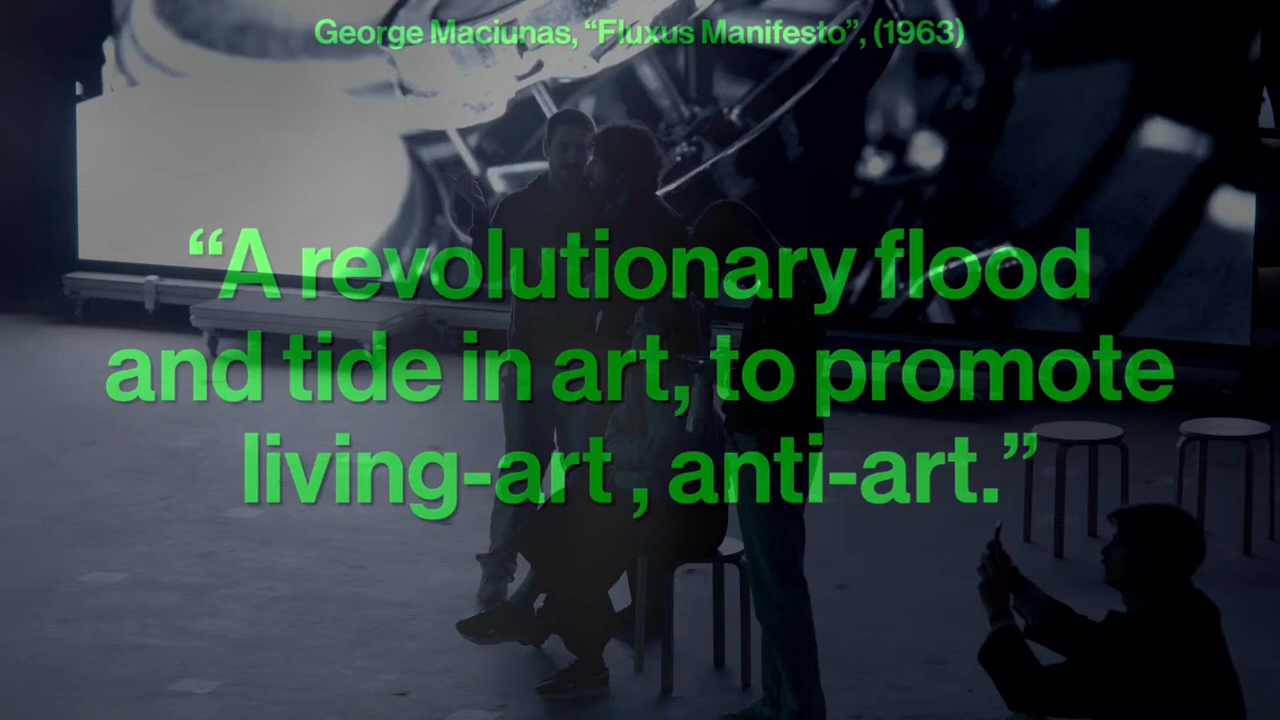 George Maciunas, “Fluxus Manifesto”, (1963)
“A revolutionary flood
and tide in art, to promote
living-art , anti-art.”